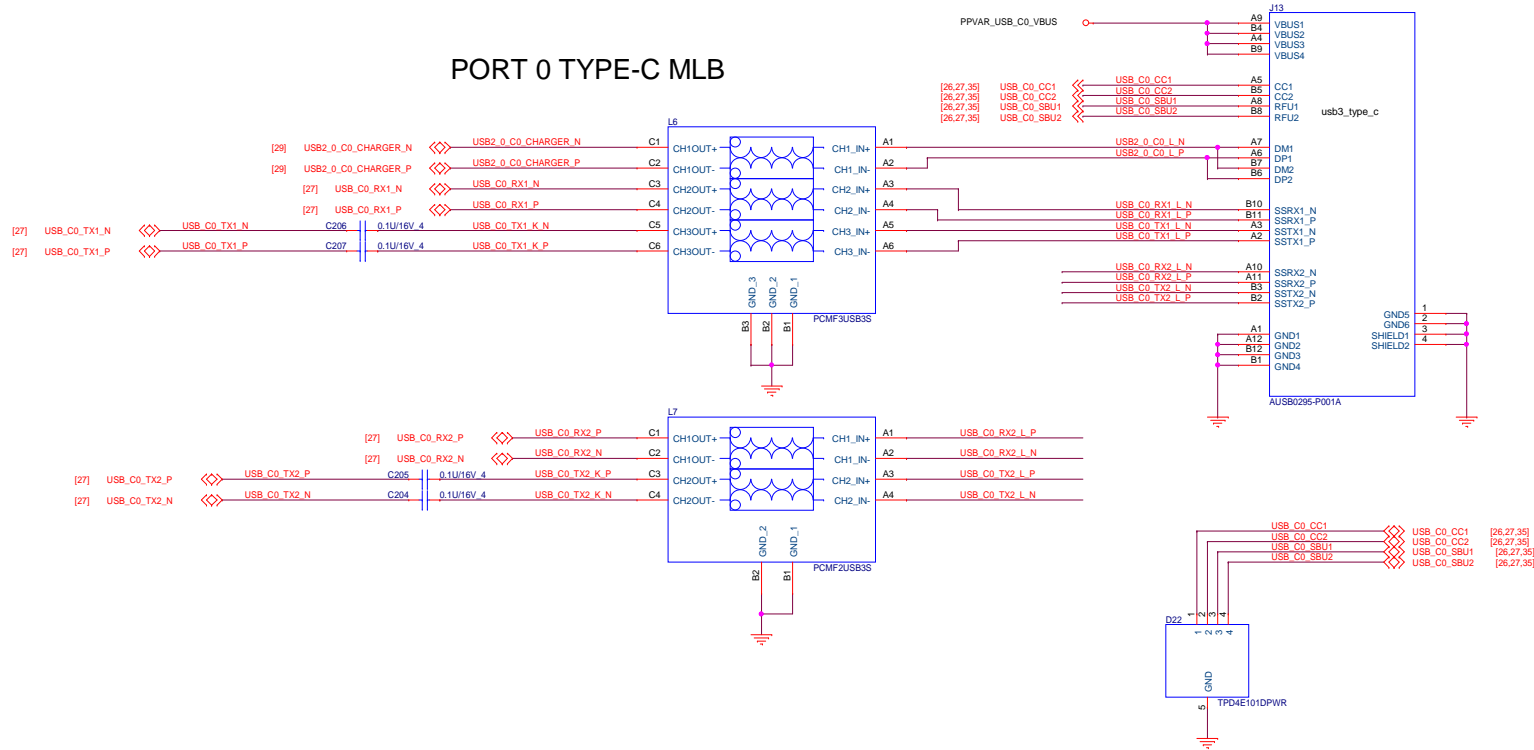 PORT 0 TYPE-C MLB
PPVAR_USB_C0_VBUS
J13
A9 VBUS1
B4 VBUS2
A4 VBUS3
B9 VBUS4
[26,27,35] USB_C0_CC1 USB_C0_CC1 A5 CC1
[26,27,35] USB_C0_CC2 USB_C0_CC2 B5 CC2
[26,27,35] USB_C0_SBU1 USB_C0_SBU1 A8 RFU1
[26,27,35] USB_C0_SBU2 USB_C0_SBU2 B8 RFU2
usb3_type_c
USB2_0_C0_L_N A7 DM1
USB2_0_C0_L_P A6 DP1
B7 DM2
B6 DP2
USB_C0_RX1_L_N B10 SSRX1_N
USB_C0_RX1_L_P B11 SSRX1_P
USB_C0_TX1_L_N A3 SSTX1_N
USB_C0_TX1_L_P A2 SSTX1_P
USB_C0_RX2_L_N A10 SSRX2_N
USB_C0_RX2_L_P A11 SSRX2_P
USB_C0_TX2_L_N B3 SSTX2_N
USB_C0_TX2_L_P B2 SSTX2_P
A1 GND1
A12 GND2
B12 GND3
B1 GND4
GND5 1
GND6 2
SHIELD1 3
SHIELD2 4
AUSB0295-P001A
L6
[29] USB2_0_C0_CHARGER_N USB2_0_C0_CHARGER_N C1 CH1OUT+ CH1_IN+ A1
[29] USB2_0_C0_CHARGER_P USB2_0_C0_CHARGER_P C2 CH1OUT- CH1_IN- A2
[27] USB_C0_RX1_N USB_C0_RX1_N C3 CH2OUT+ CH2_IN+ A3
[27] USB_C0_RX1_P USB_C0_RX1_P C4 CH2OUT- CH2_IN- A4
[27] USB_C0_TX1_N USB_C0_TX1_N C206 0.1U/16V_4 USB_C0_TX1_K_N C5 CH3OUT+ CH3_IN+ A5
[27] USB_C0_TX1_P USB_C0_TX1_P C207 0.1U/16V_4 USB_C0_TX1_K_P C6 CH3OUT- CH3_IN- A6
GND_3 GND_2 GND_1
B3 B2 B1
PCMF3USB3S
L7
[27] USB_C0_RX2_P USB_C0_RX2_P C1 CH1OUT+ CH1_IN+ A1 USB_C0_RX2_L_P
[27] USB_C0_RX2_N USB_C0_RX2_N C2 CH1OUT- CH1_IN- A2 USB_C0_RX2_L_N
[27] USB_C0_TX2_P USB_C0_TX2_P C205 0.1U/16V_4 USB_C0_TX2_K_P C3 CH2OUT+ CH2_IN+ A3 USB_C0_TX2_L_P
[27] USB_C0_TX2_N USB_C0_TX2_N C204 0.1U/16V_4 USB_C0_TX2_K_N C4 CH2OUT- CH2_IN- A4 USB_C0_TX2_L_N
GND_2 GND_1
B2 B1
PCMF2USB3S
USB_C0_CC1 USB_C0_CC1 [26,27,35]
USB_C0_CC2 USB_C0_CC2 [26,27,35]
USB_C0_SBU1 USB_C0_SBU1 [26,27,35]
USB_C0_SBU2 USB_C0_SBU2 [26,27,35]
D22
1 2 3 4
1 2 3 4
GND
5
TPD4E101DPWR